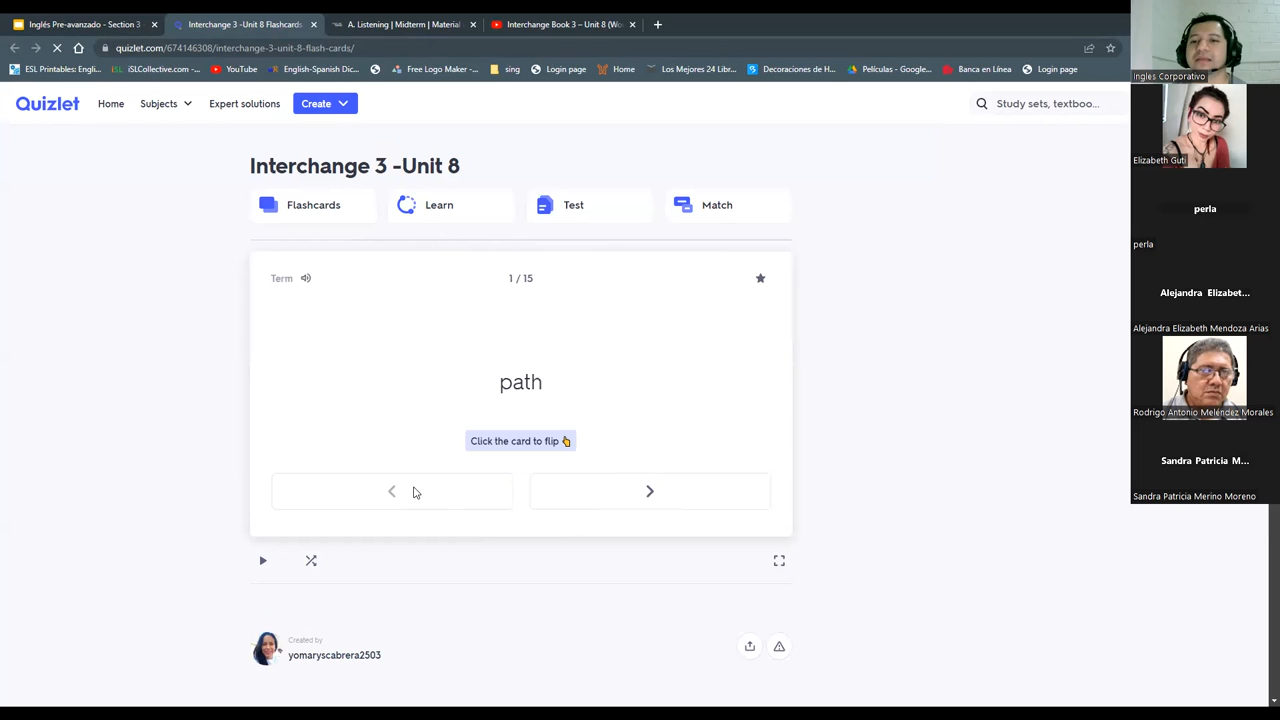 Inglés Pre-avanzado - Section 3
Interchange 3 -Unit 8 Flashcards
A. Listening | Midterm | Material
Interchange Book 3 – Unit 8 (Wo
quizlet.com/674146308/interchange-3-unit-8-flash-cards/
ESL Printables: Engli...
iSLCollective.com -...
YouTube
English-Spanish Dic...
Free Logo Maker -...
sing
Login page
Home
Los Mejores 24 Libr...
Decoraciones de H...
Películas - Google...
Banca en Línea
Login page
Quizlet
Home
Subjects
Expert solutions
Create
Study sets, textboo...
Interchange 3 -Unit 8
Flashcards
Learn
Test
Match
Term
1 / 15
path
Click the card to flip
Created by
yomaryscabrera2503
Ingles Corporativo
Elizabeth Guti
perla
perla
Alejandra Elizabet...
Alejandra Elizabeth Mendoza Arias
Rodrigo Antonio Meléndez Morales
Sandra Patricia M...
Sandra Patricia Merino Moreno